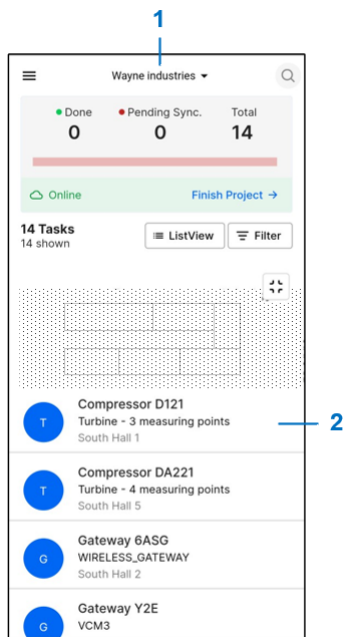 1
Wayne industries
Done Pending Sync. Total
0 0 14
Online Finish Project →
14 Tasks
14 shown
ListView Filter
Compressor D121
T Turbine - 3 measuring points
South Hall 1
2
Compressor DA221
T Turbine - 4 measuring points
South Hall 5
Gateway 6ASG
G WIRELESS_GATEWAY
South Hall 2
Gateway Y2E
G VCM3